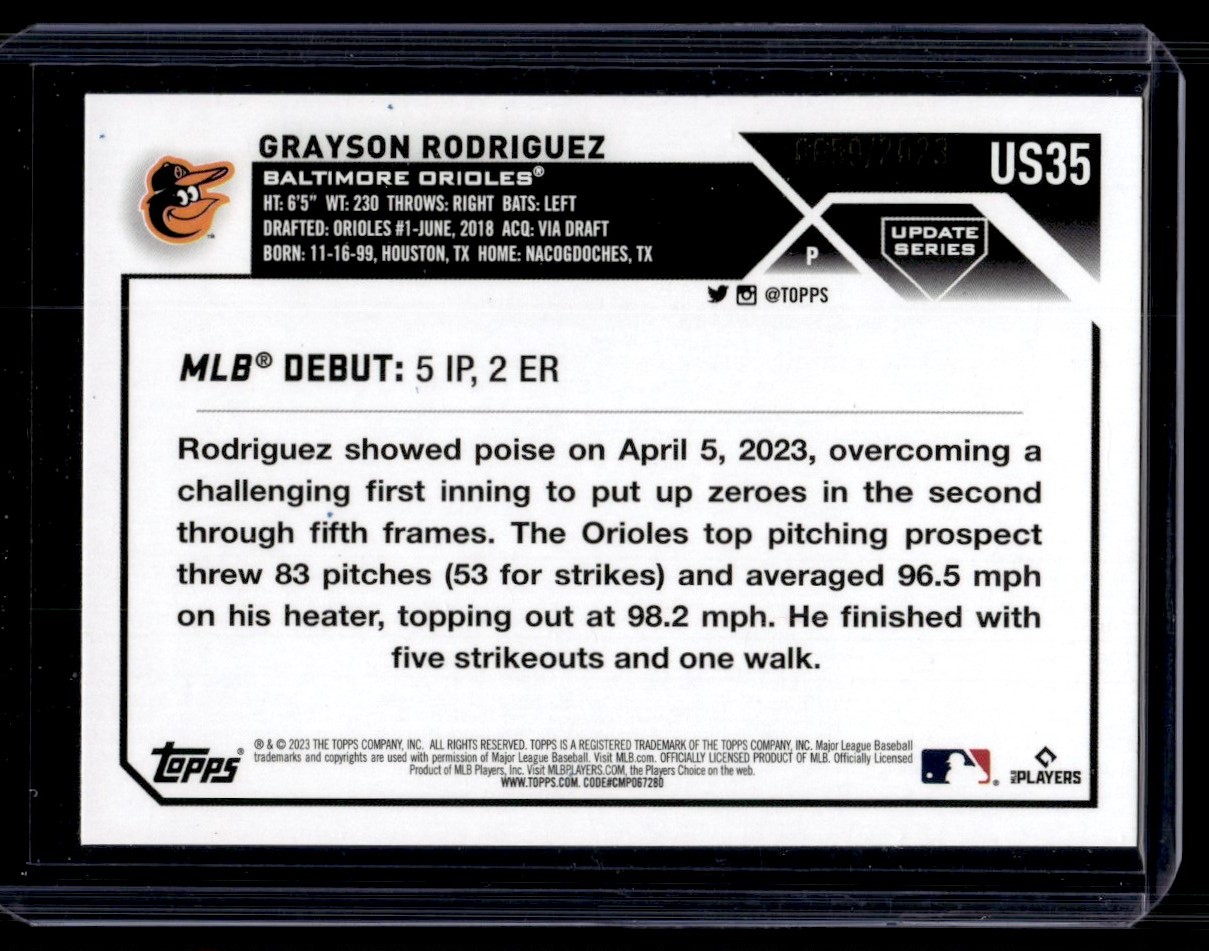 GRAYSON RODRIGUEZ
BALTIMORE ORIOLES®
HT: 6'5" WT: 230 THROWS: RIGHT BATS: LEFT
DRAFTED: ORIOLES #1-JUNE, 2018 ACQ: VIA DRAFT
BORN: 11-16-99, HOUSTON, TX HOME: NACOGDOCHES, TX
US35
P
UPDATE
SERIES
@TOPPS
MLB® DEBUT: 5 IP, 2 ER
Rodriguez showed poise on April 5, 2023, overcoming a
challenging first inning to put up zeroes in the second
through fifth frames. The Orioles top pitching prospect
threw 83 pitches (53 for strikes) and averaged 96.5 mph
on his heater, topping out at 98.2 mph. He finished with
five strikeouts and one walk.
Topps®
® & © 2023 THE TOPPS COMPANY, INC. ALL RIGHTS RESERVED. TOPPS IS A REGISTERED TRADEMARK OF THE TOPPS COMPANY, INC. Major League Baseball
trademarks and copyrights are used with permission of Major League Baseball. Visit MLB.com. OFFICIALLY LICENSED PRODUCT OF MLB. Officially Licensed
Product of MLB Players, Inc. Visit MLBPLAYERS.COM, the Players Choice on the web.
WWW.TOPPS.COM. CODE#CMP067280
MLB PLAYERS